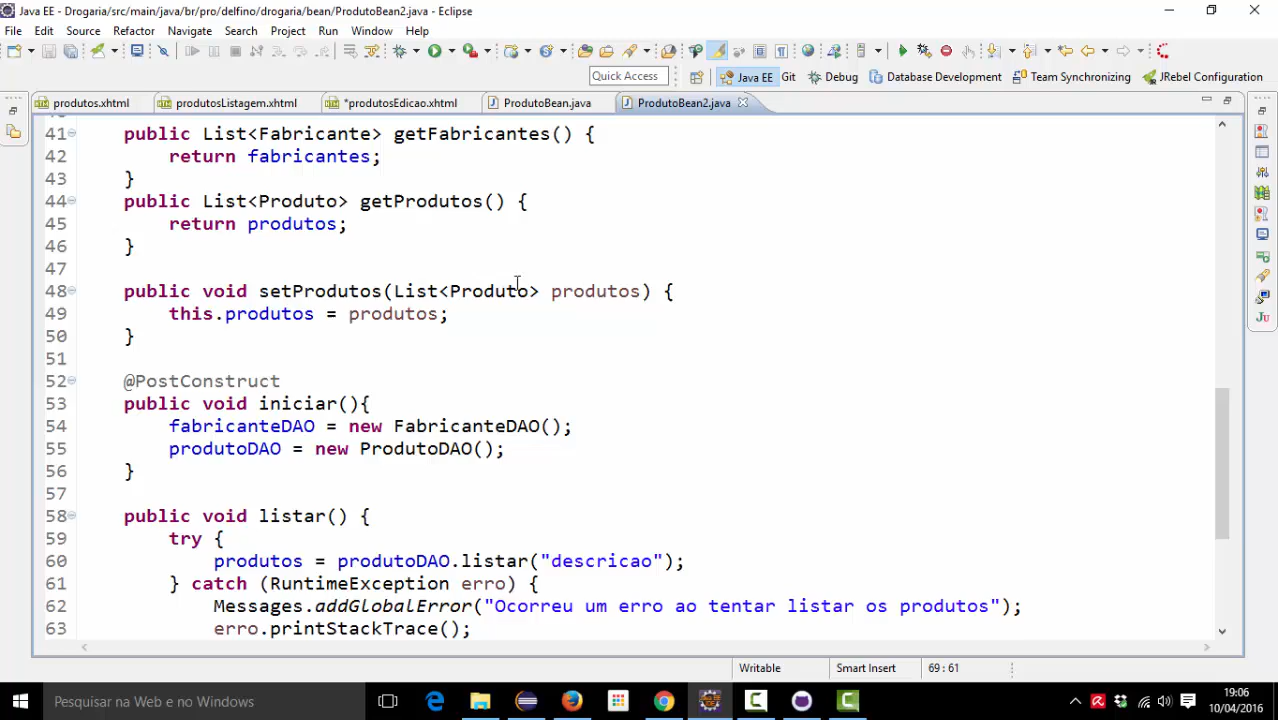 Java EE - Drogaria/src/main/java/br/pro/delfino/drogaria/bean/ProdutoBean2.java - Eclipse
File Edit Source Refactor Navigate Search Project Run Window Help
Quick Access
Java EE Git Debug Database Development Team Synchronizing JRebel Configuration
produtos.xhtml produtosListagem.xhtml *produtosEdicao.xhtml ProdutoBean.java ProdutoBean2.java
41 public List<Fabricante> getFabricantes() {
42 return fabricantes;
43 }
44 public List<Produto> getProdutos() {
45 return produtos;
46 }
47
48 public void setProdutos(List<Produto> produtos) {
49 this.produtos = produtos;
50 }
51
52 @PostConstruct
53 public void iniciar(){
54 fabricanteDAO = new FabricanteDAO();
55 produtoDAO = new ProdutoDAO();
56 }
57
58 public void listar() {
59 try {
60 produtos = produtoDAO.listar("descricao");
61 } catch (RuntimeException erro) {
62 Messages.addGlobalError("Ocorreu um erro ao tentar listar os produtos");
63 erro.printStackTrace();
Writable Smart Insert 69 : 61
Pesquisar na Web e no Windows
19:06
10/04/2016